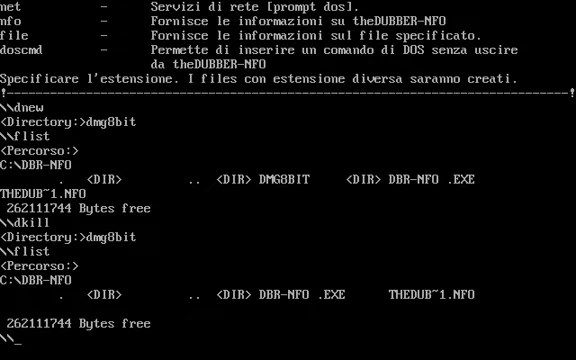 net          -      Servizi di rete [prompt dos].
nfo          -      Fornisce le informazioni su theDUBBER-NFO
file         -      Fornisce le informazioni sul file specificato.
doscmd       -      Permette di inserire un comando di DOS senza uscire
                    da theDUBBER-NFO
Specificare l'estensione. I files con estensione diversa saranno creati.
!------------------------------------------------------------------------------!
\\dnew
<Directory:>dmg8bit
\\flist
<Percorso:>
C:\DBR-NFO
        .   <DIR>         ..  <DIR> DMG8BIT     <DIR> DBR-NFO .EXE
THEDUB~1.NFO
 262111744 Bytes free
\\dkill
<Directory:>dmg8bit
\\flist
<Percorso:>
C:\DBR-NFO
        .   <DIR>         ..  <DIR> DBR-NFO .EXE      THEDUB~1.NFO
 262111744 Bytes free
\\_